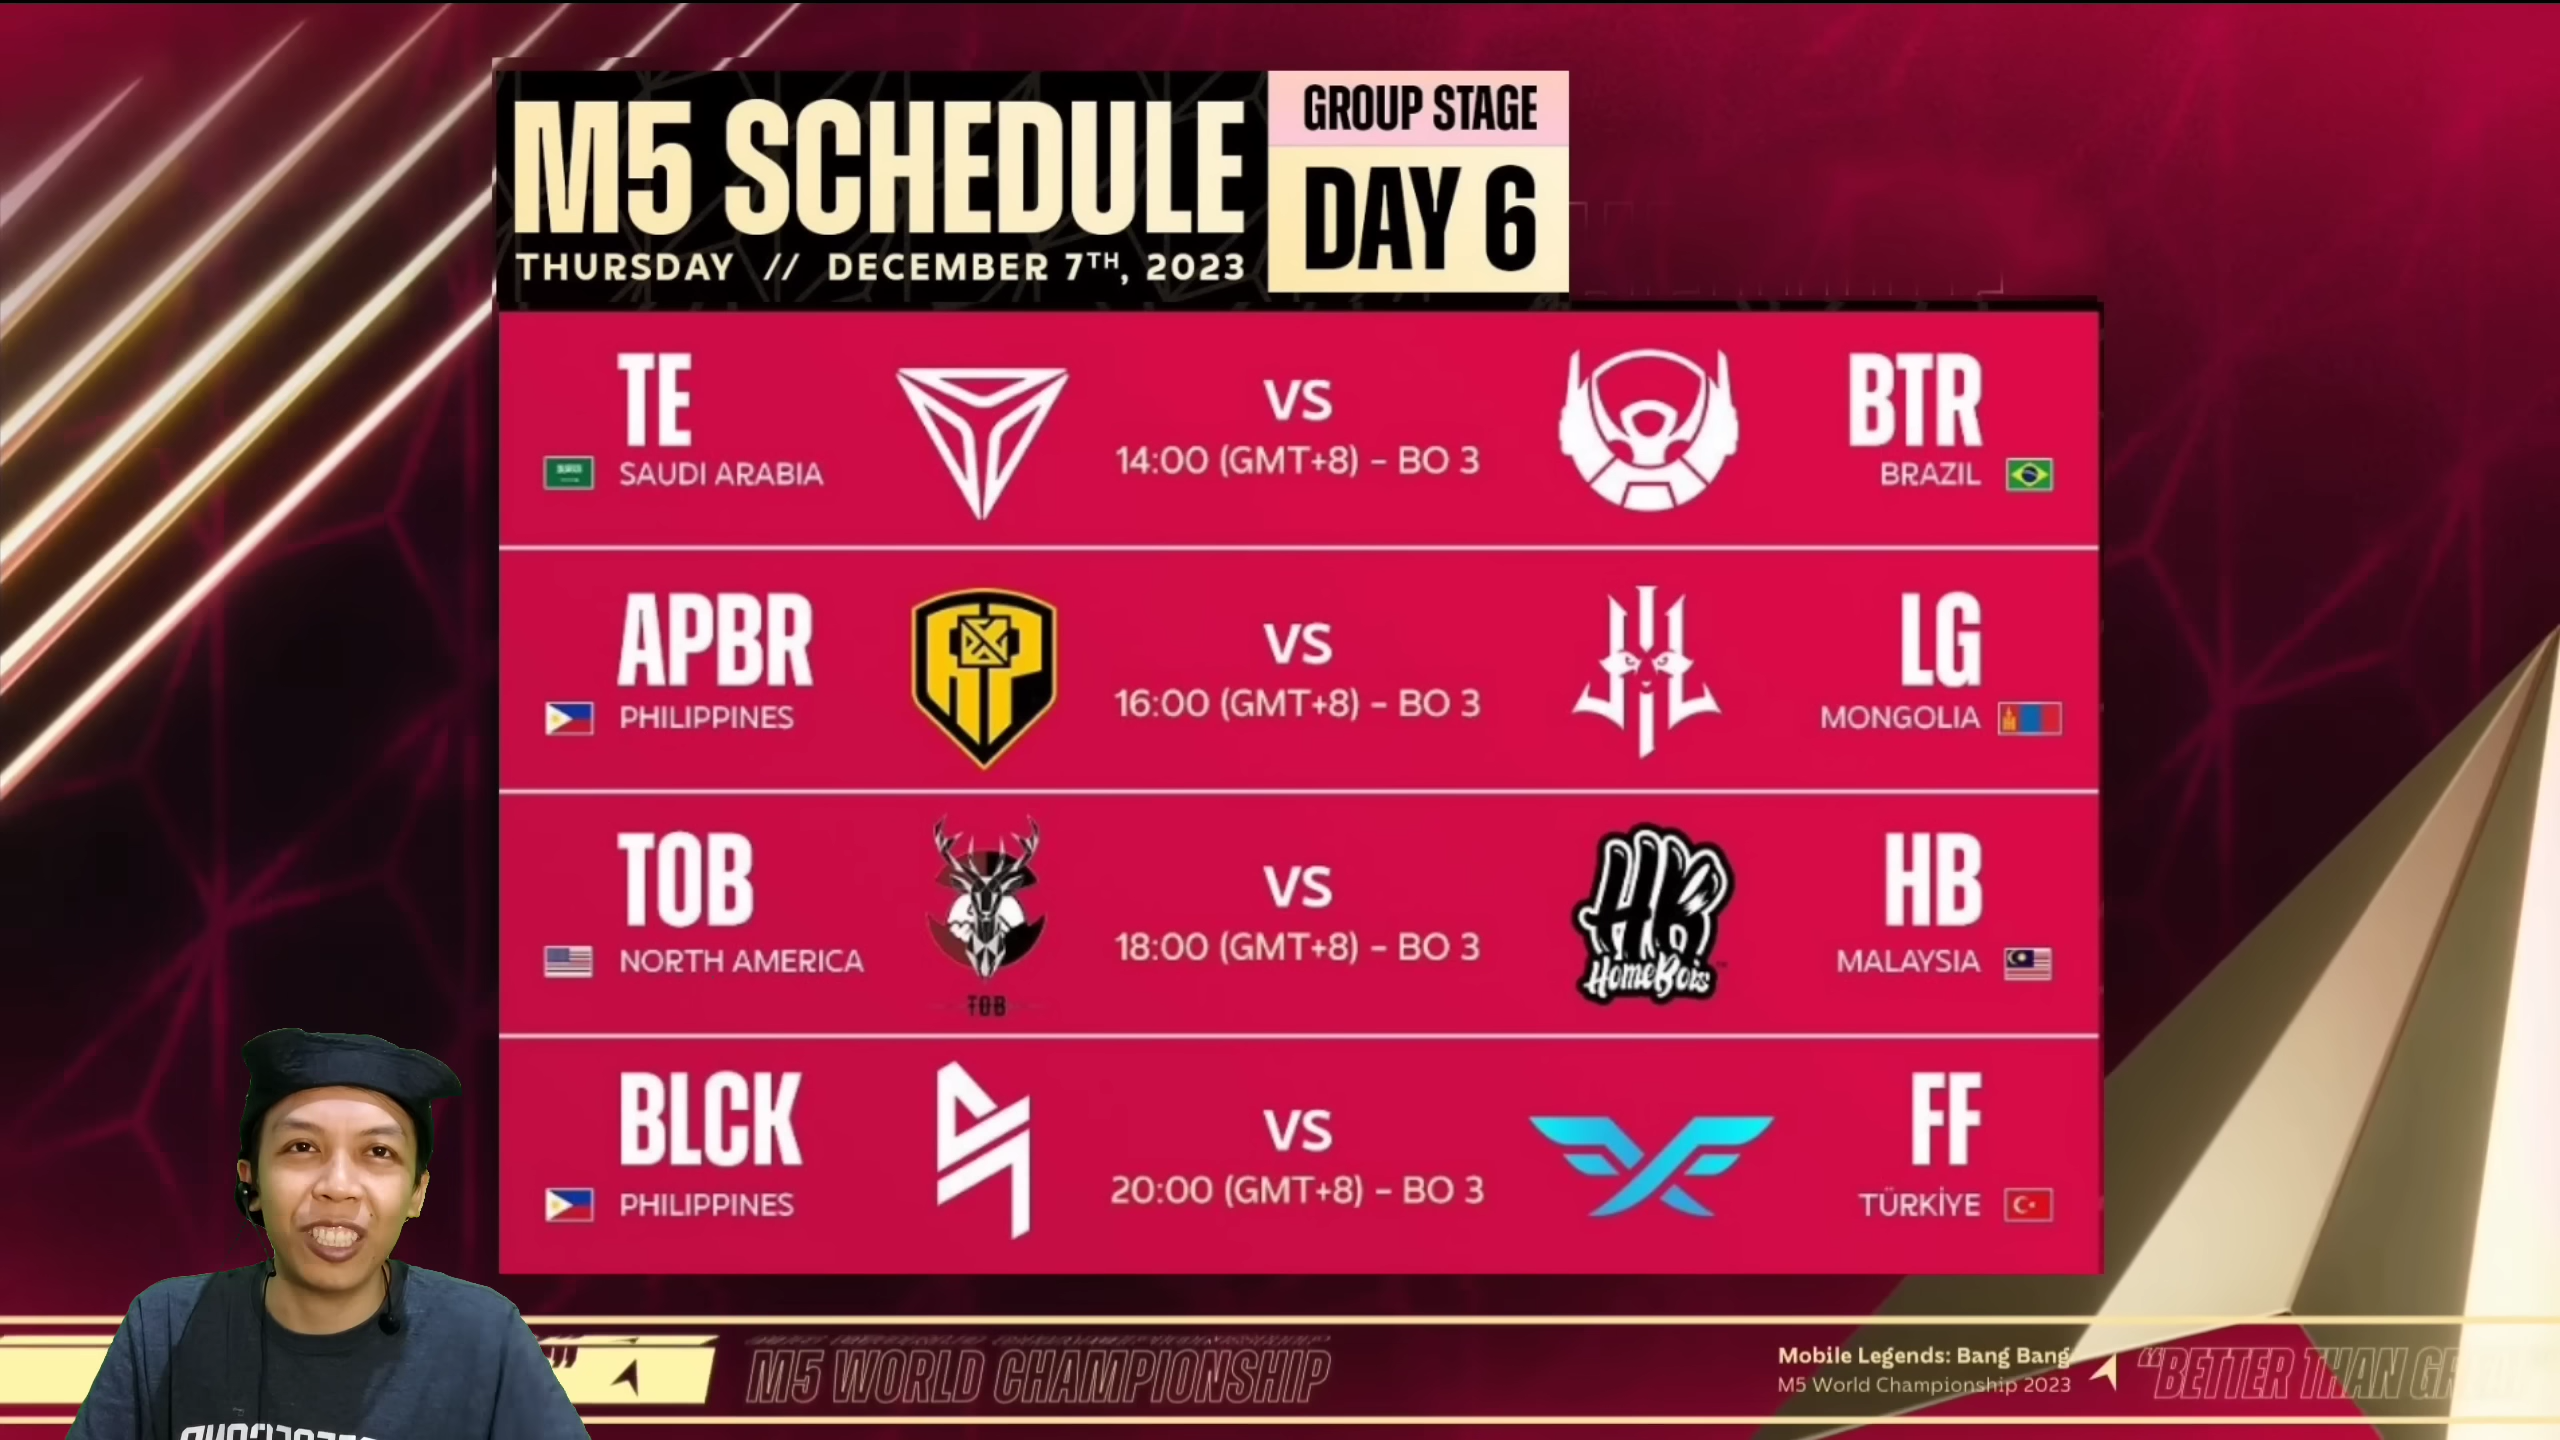 M5 SCHEDULE
THURSDAY // DECEMBER 7TH, 2023
GROUP STAGE
DAY 6
TE
SAUDI ARABIA
VS
14:00 (GMT+8) – BO 3
BTR
BRAZIL
APBR
PHILIPPINES
AP
VS
16:00 (GMT+8) – BO 3
LG
MONGOLIA
TOB
NORTH AMERICA
TOB
VS
18:00 (GMT+8) – BO 3
HB
HomeBois
HB
MALAYSIA
BLCK
PHILIPPINES
VS
20:00 (GMT+8) – BO 3
FF
TÜRKİYE
M5 WORLD CHAMPIONSHIP
Mobile Legends: Bang Bang
M5 World Championship 2023
“BETTER THAN